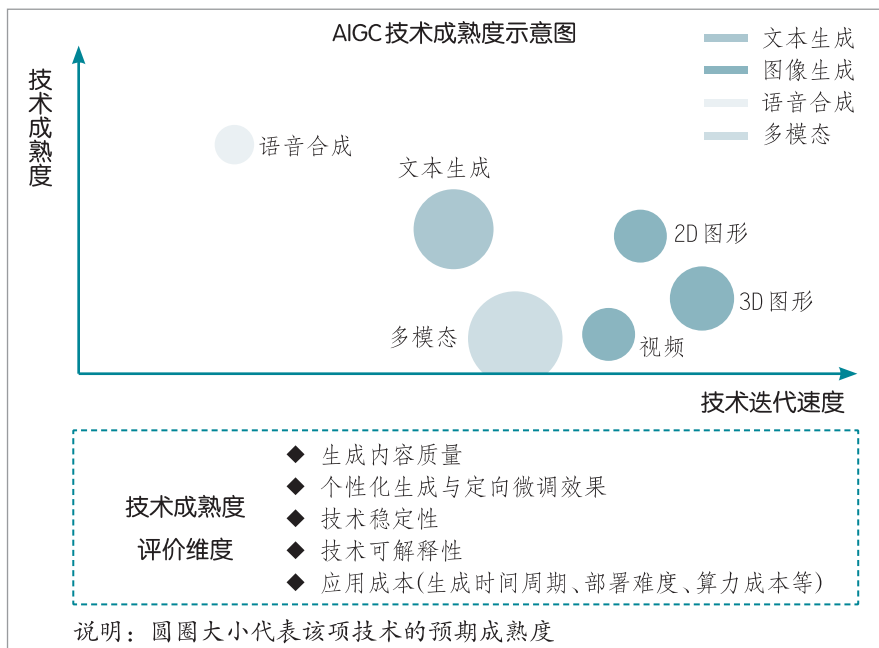 AIGC技术成熟度示意图
文本生成
图像生成
语音合成
多模态
技术成熟度
语音合成
文本生成
2D图形
3D图形
多模态
视频
技术迭代速度
技术成熟度
评价维度
◆ 生成内容质量
◆ 个性化生成与定向微调效果
◆ 技术稳定性
◆ 技术可解释性
◆ 应用成本(生成时间周期、部署难度、算力成本等)
说明：圆圈大小代表该项技术的预期成熟度